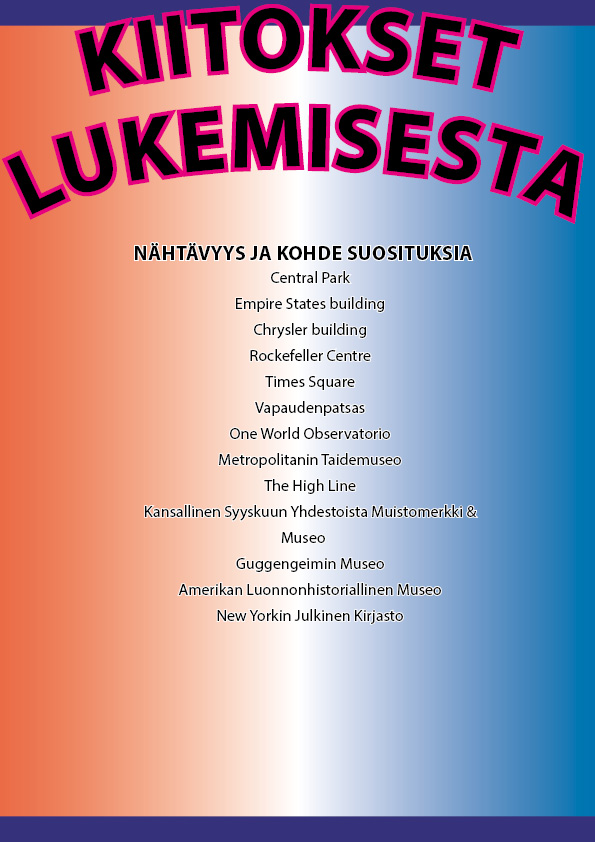 KIITOKSET
LUKEMISESTA
NÄHTÄVYYS JA KOHDE SUOSITUKSIA
Central Park
Empire States building
Chrysler building
Rockefeller Centre
Times Square
Vapaudenpatsas
One World Observatorio
Metropolitanin Taidemuseo
The High Line
Kansallinen Syyskuun Yhdestoista Muistomerkki &
Museo
Guggengeimin Museo
Amerikan Luonnonhistoriallinen Museo
New Yorkin Julkinen Kirjasto